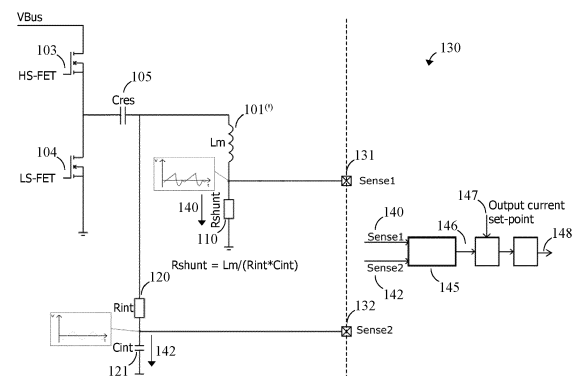 VBus
103
HS-FET
105
Cres
101(f)
130
Lm
104
LS-FET
V
t
131
Sense1
140
Rshunt
110
147
Output current
set-point
140
Sense1
146
148
Sense2
142
145
Rshunt = Lm/(Rint*Cint)
120
Rint
132
V
t
Sense2
Cint
142
121